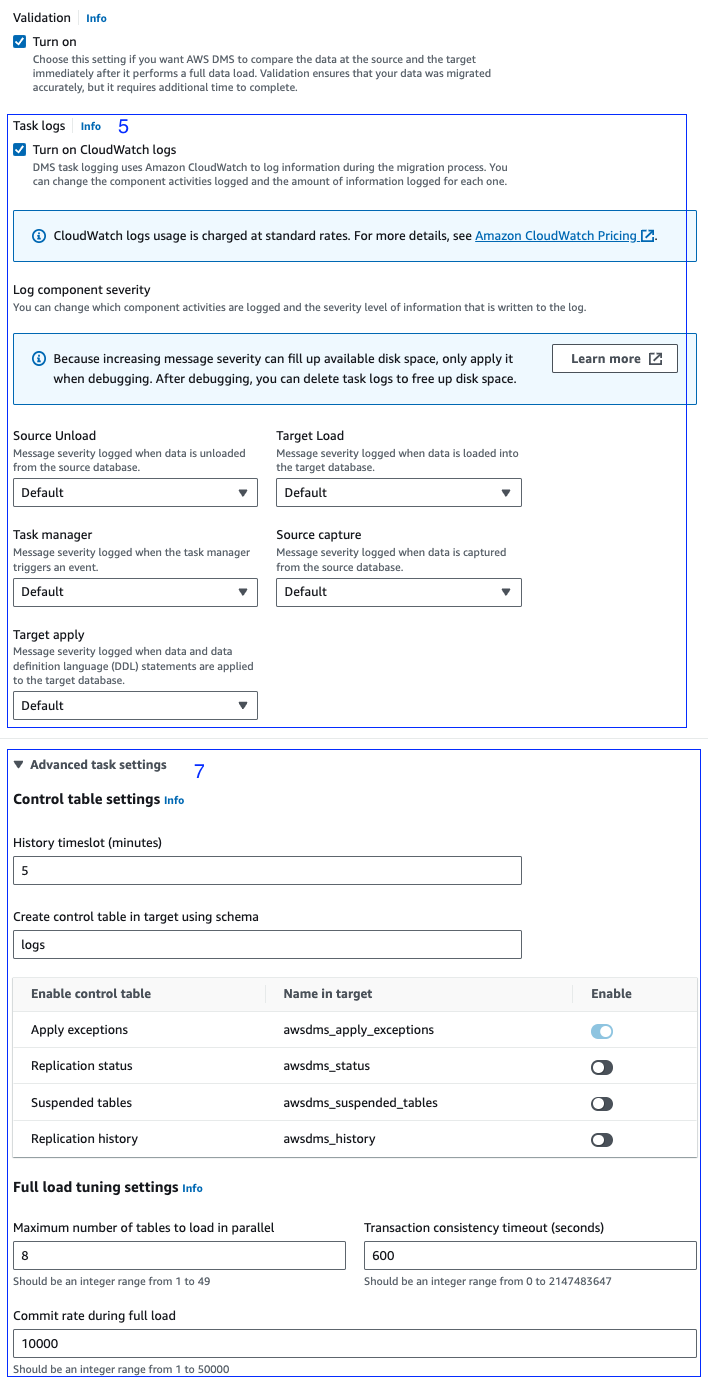 Validation Info
Turn on
Choose this setting if you want AWS DMS to compare the data at the source and the target
immediately after it performs a full data load. Validation ensures that your data was migrated
accurately, but it requires additional time to complete.
Task logs Info 5
Turn on CloudWatch logs
DMS task logging uses Amazon CloudWatch to log information during the migration process. You
can change the component activities logged and the amount of information logged for each one.
CloudWatch logs usage is charged at standard rates. For more details, see Amazon CloudWatch Pricing.
Log component severity
You can change which component activities are logged and the severity level of information that is written to the log.
Because increasing message severity can fill up available disk space, only apply it
when debugging. After debugging, you can delete task logs to free up disk space.
Learn more
Source Unload
Message severity logged when data is unloaded
from the source database.
Default
Target Load
Message severity logged when data is loaded into
the target database.
Default
Task manager
Message severity logged when the task manager
triggers an event.
Default
Source capture
Message severity logged when data is captured
from the source database.
Default
Target apply
Message severity logged when data and data
definition language (DDL) statements are applied
to the target database.
Default
Advanced task settings 7
Control table settings Info
History timeslot (minutes)
5
Create control table in target using schema
logs
Enable control table Name in target Enable
Apply exceptions awsdms_apply_exceptions
Replication status awsdms_status
Suspended tables awsdms_suspended_tables
Replication history awsdms_history
Full load tuning settings Info
Maximum number of tables to load in parallel
8
Should be an integer range from 1 to 49
Transaction consistency timeout (seconds)
600
Should be an integer range from 0 to 2147483647
Commit rate during full load
10000
Should be an integer range from 1 to 50000